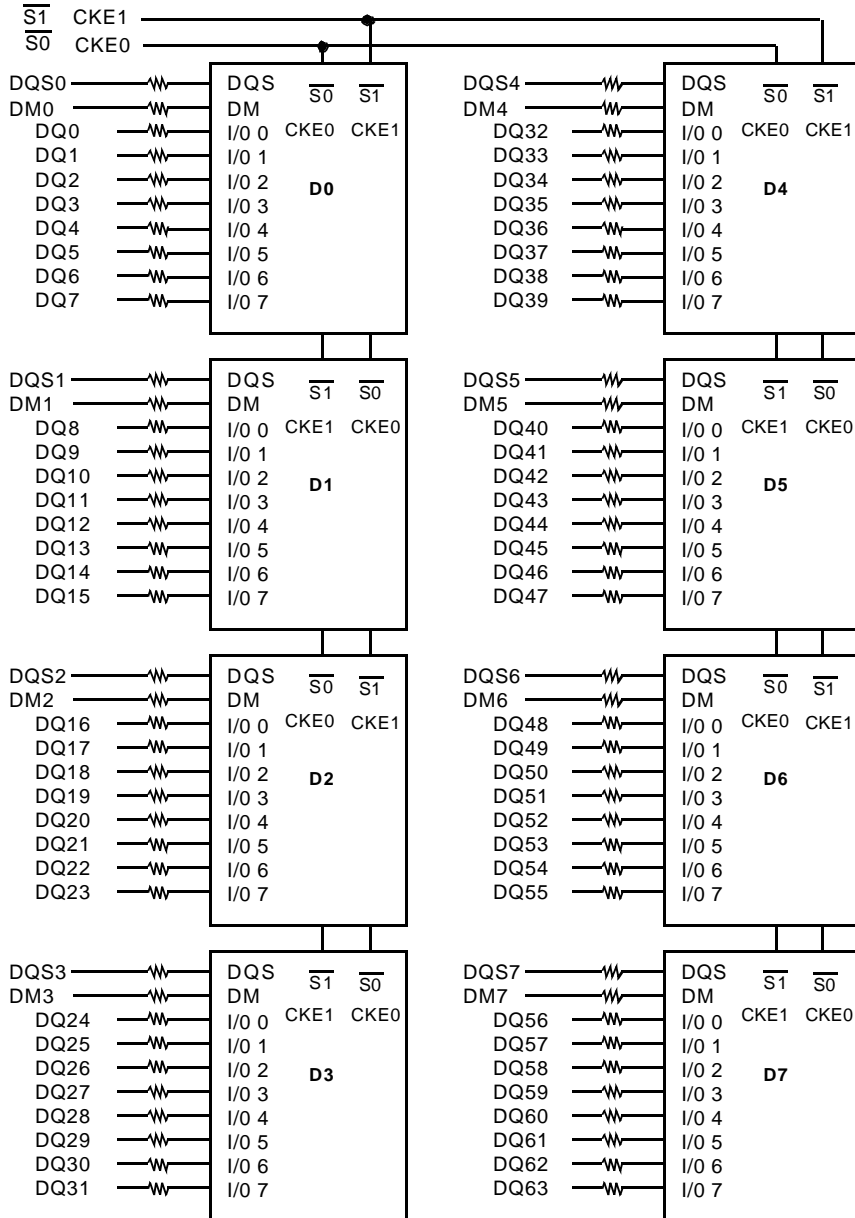 S1 CKE1
S0 CKE0
DQS0 DQS S0 S1
DM0 DM
DQ0 I/0 0 CKE0 CKE1
DQ1 I/0 1
DQ2 I/0 2 D0
DQ3 I/0 3
DQ4 I/0 4
DQ5 I/0 5
DQ6 I/0 6
DQ7 I/0 7
DQS4 DQS S0 S1
DM4 DM
DQ32 I/0 0 CKE0 CKE1
DQ33 I/0 1
DQ34 I/0 2 D4
DQ35 I/0 3
DQ36 I/0 4
DQ37 I/0 5
DQ38 I/0 6
DQ39 I/0 7
DQS1 DQS S1 S0
DM1 DM
DQ8 I/0 0 CKE1 CKE0
DQ9 I/0 1
DQ10 I/0 2 D1
DQ11 I/0 3
DQ12 I/0 4
DQ13 I/0 5
DQ14 I/0 6
DQ15 I/0 7
DQS5 DQS S1 S0
DM5 DM
DQ40 I/0 0 CKE1 CKE0
DQ41 I/0 1
DQ42 I/0 2 D5
DQ43 I/0 3
DQ44 I/0 4
DQ45 I/0 5
DQ46 I/0 6
DQ47 I/0 7
DQS2 DQS S0 S1
DM2 DM
DQ16 I/0 0 CKE0 CKE1
DQ17 I/0 1
DQ18 I/0 2 D2
DQ19 I/0 3
DQ20 I/0 4
DQ21 I/0 5
DQ22 I/0 6
DQ23 I/0 7
DQS6 DQS S0 S1
DM6 DM
DQ48 I/0 0 CKE0 CKE1
DQ49 I/0 1
DQ50 I/0 2 D6
DQ51 I/0 3
DQ52 I/0 4
DQ53 I/0 5
DQ54 I/0 6
DQ55 I/0 7
DQS3 DQS S1 S0
DM3 DM
DQ24 I/0 0 CKE1 CKE0
DQ25 I/0 1
DQ26 I/0 2 D3
DQ27 I/0 3
DQ28 I/0 4
DQ29 I/0 5
DQ30 I/0 6
DQ31 I/0 7
DQS7 DQS S1 S0
DM7 DM
DQ56 I/0 0 CKE1 CKE0
DQ57 I/0 1
DQ58 I/0 2 D7
DQ59 I/0 3
DQ60 I/0 4
DQ61 I/0 5
DQ62 I/0 6
DQ63 I/0 7